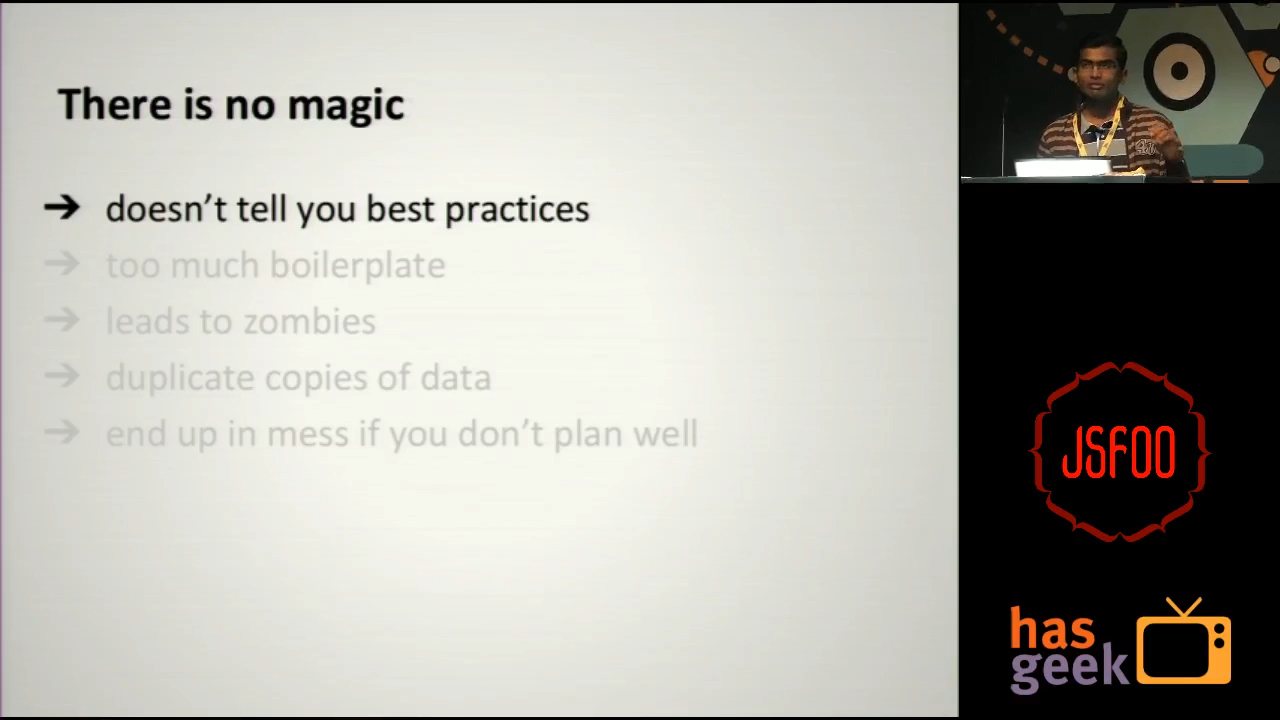 There is no magic
➔ doesn't tell you best practices
➔ too much boilerplate
➔ leads to zombies
➔ duplicate copies of data
➔ end up in mess if you don't plan well
JSFOO
has
geek